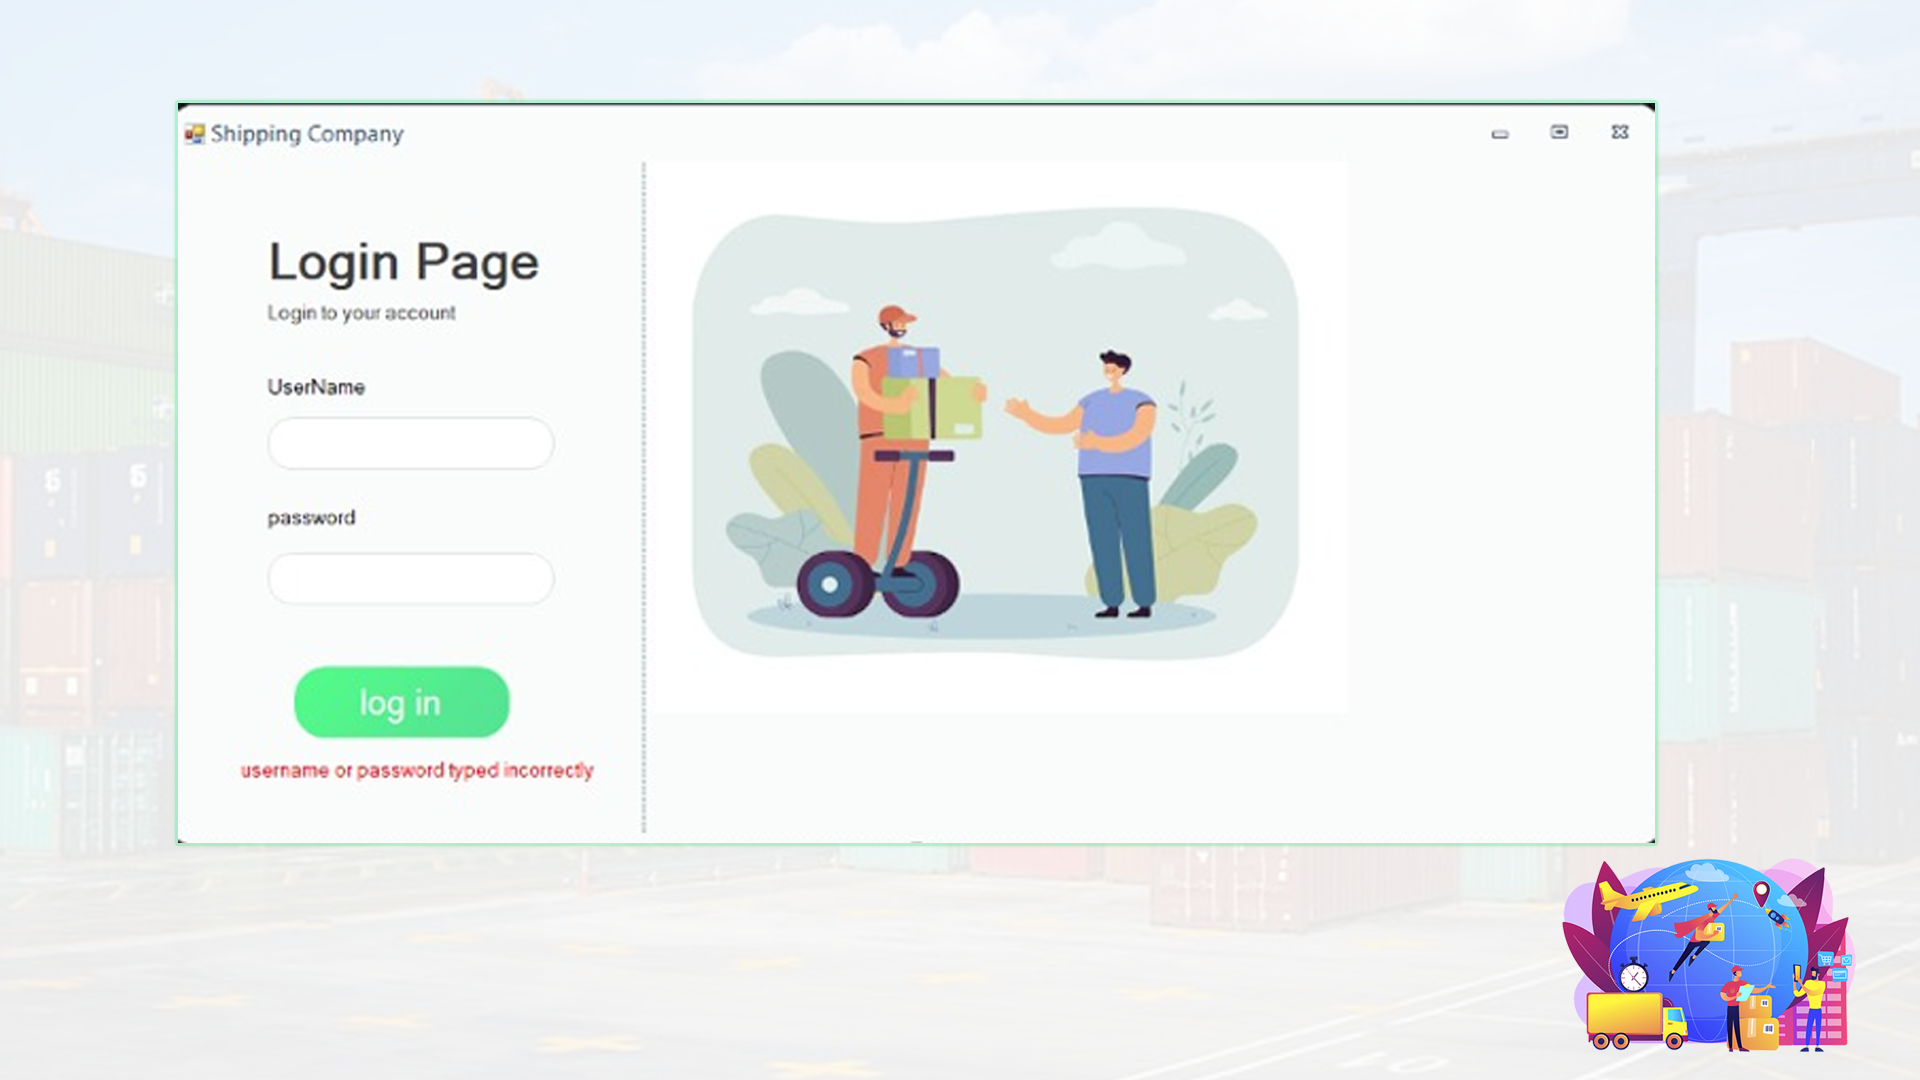 Shipping Company
Login Page
Login to your account
UserName
password
log in
username or password typed incorrectly